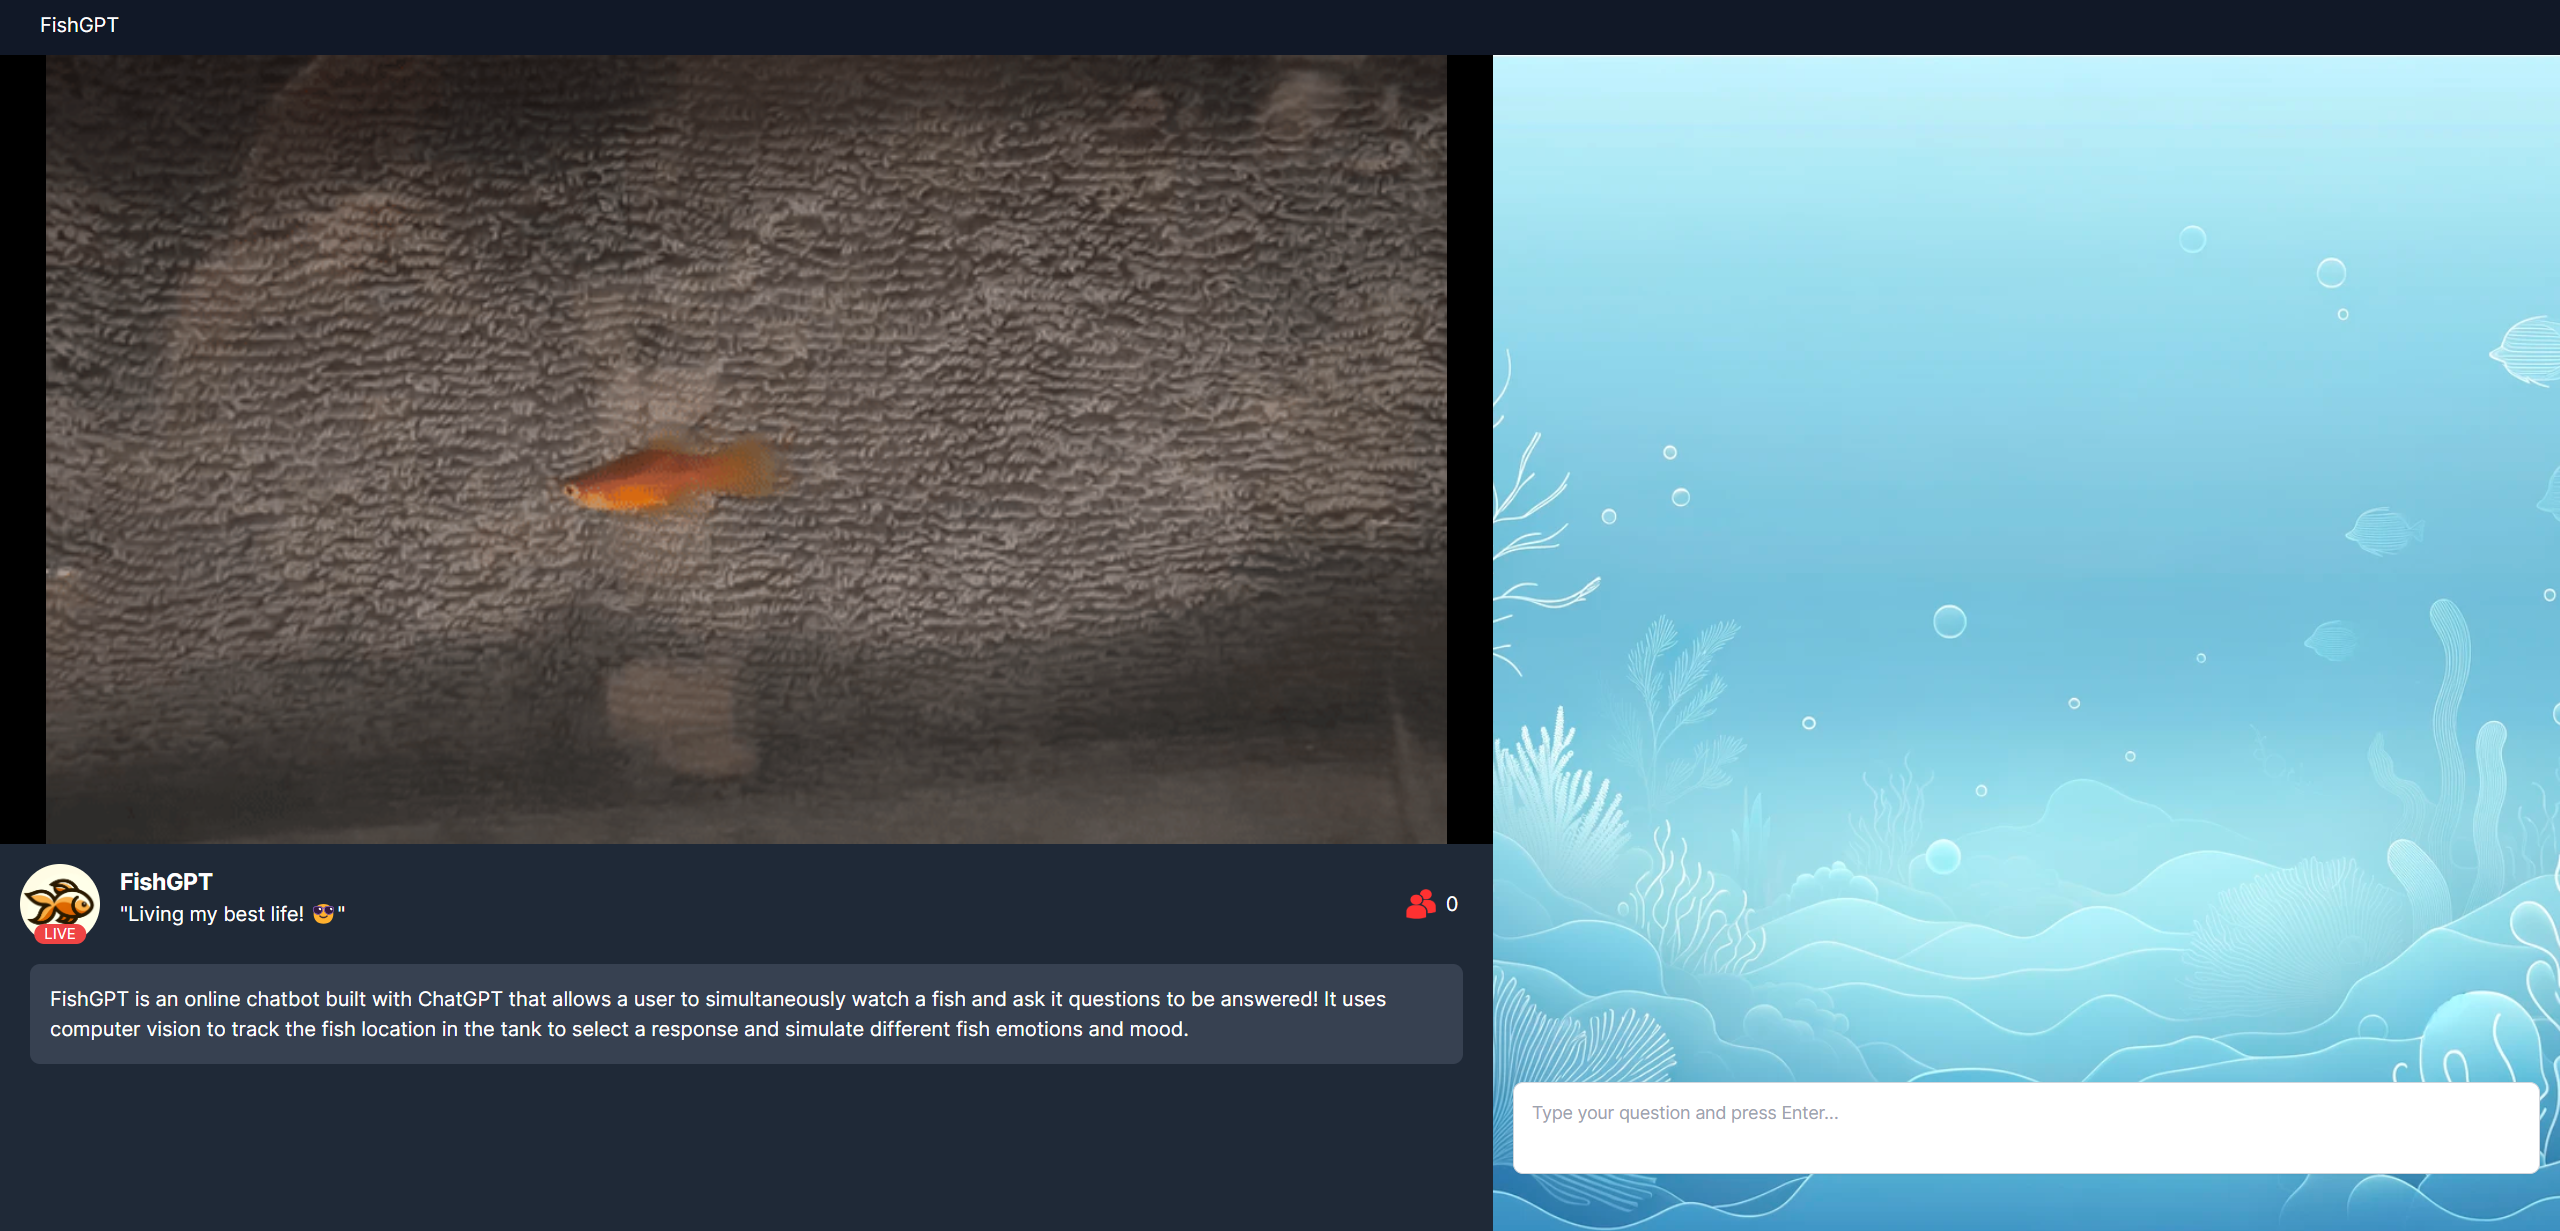 FishGPT
FishGPT
"Living my best life! 😎"
LIVE
0
FishGPT is an online chatbot built with ChatGPT that allows a user to simultaneously watch a fish and ask it questions to be answered! It uses
computer vision to track the fish location in the tank to select a response and simulate different fish emotions and mood.
Type your question and press Enter...